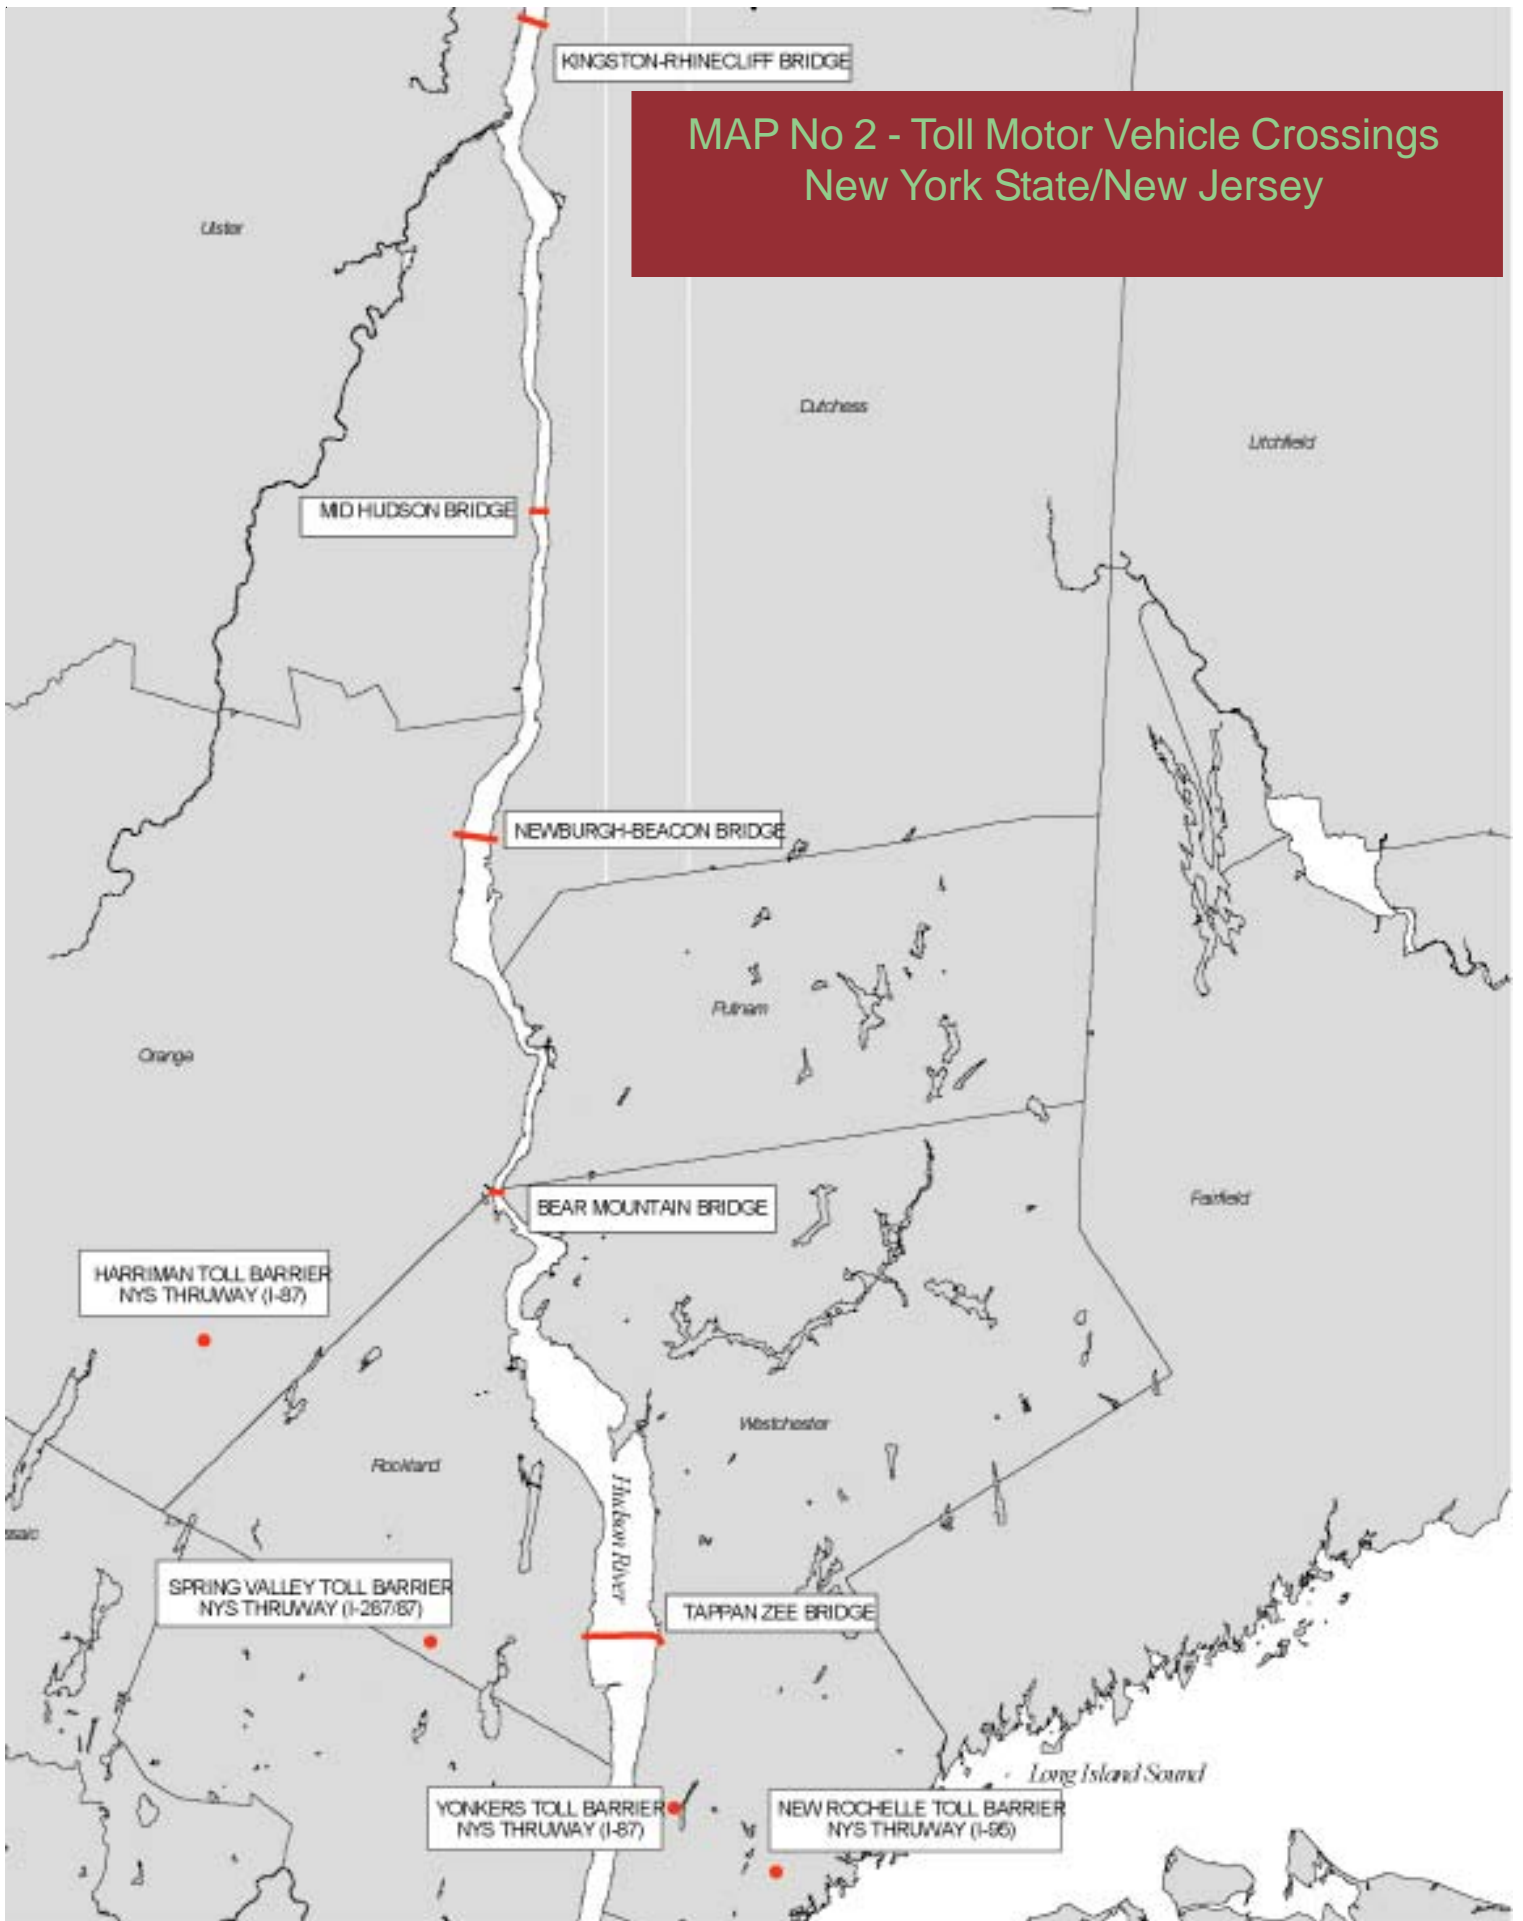 KINGSTON-RHINECLIFF BRIDGE
MAP No 2 - Toll Motor Vehicle Crossings
New York State/New Jersey
Ulster
Dutchess
Litchfield
MID HUDSON BRIDGE
NEWBURGH-BEACON BRIDGE
Putnam
Orange
Fairfield
BEAR MOUNTAIN BRIDGE
HARRIMAN TOLL BARRIER
NYS THRUWAY (I-87)
Westchester
Rockland
Hudson River
ssaic
SPRING VALLEY TOLL BARRIER
NYS THRUWAY (I-287/87)
TAPPAN ZEE BRIDGE
Long Island Sound
YONKERS TOLL BARRIER
NYS THRUWAY (I-87)
NEW ROCHELLE TOLL BARRIER
NYS THRUWAY (I-95)